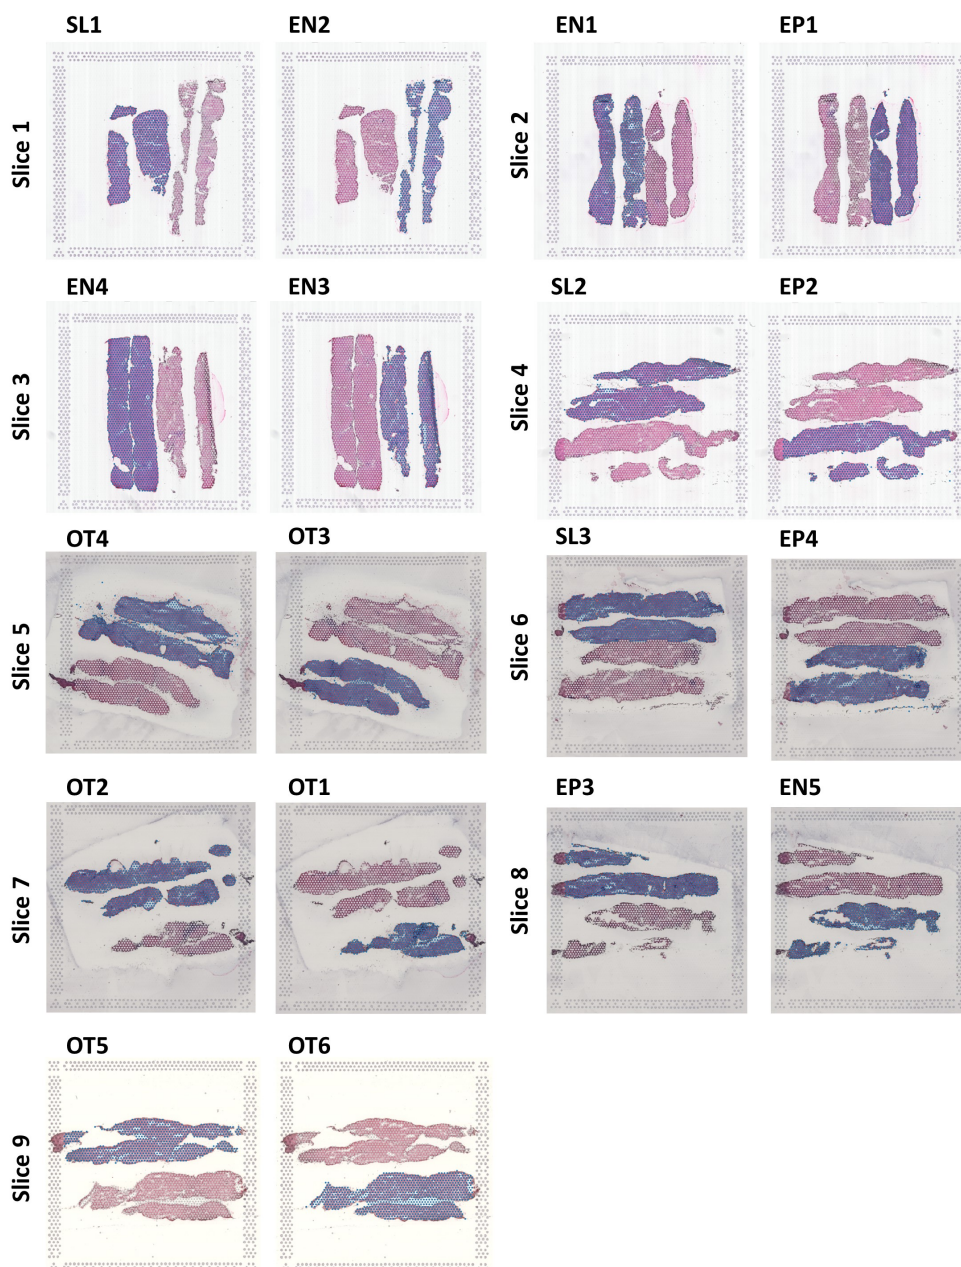 SL1 EN2 EN1 EP1
Slice 1 Slice 2
EN4 EN3 SL2 EP2
Slice 3 Slice 4
OT4 OT3 SL3 EP4
Slice 5 Slice 6
OT2 OT1 EP3 EN5
Slice 7 Slice 8
OT5 OT6
Slice 9